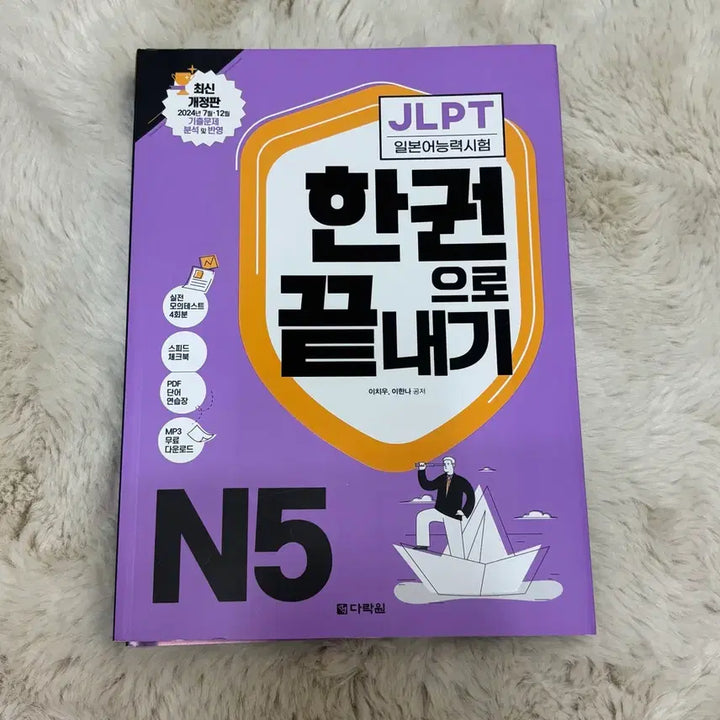 최신
개정판
2024년 7월·12월
기출문제
분석 및 반영
JLPT
일본어능력시험
한권
으로
끝내기
이치우, 이한나 공저
실전
모의테스트
4회분
스피드
체크북
PDF
단어
연습장
MP3
무료
다운로드
N5
다락원